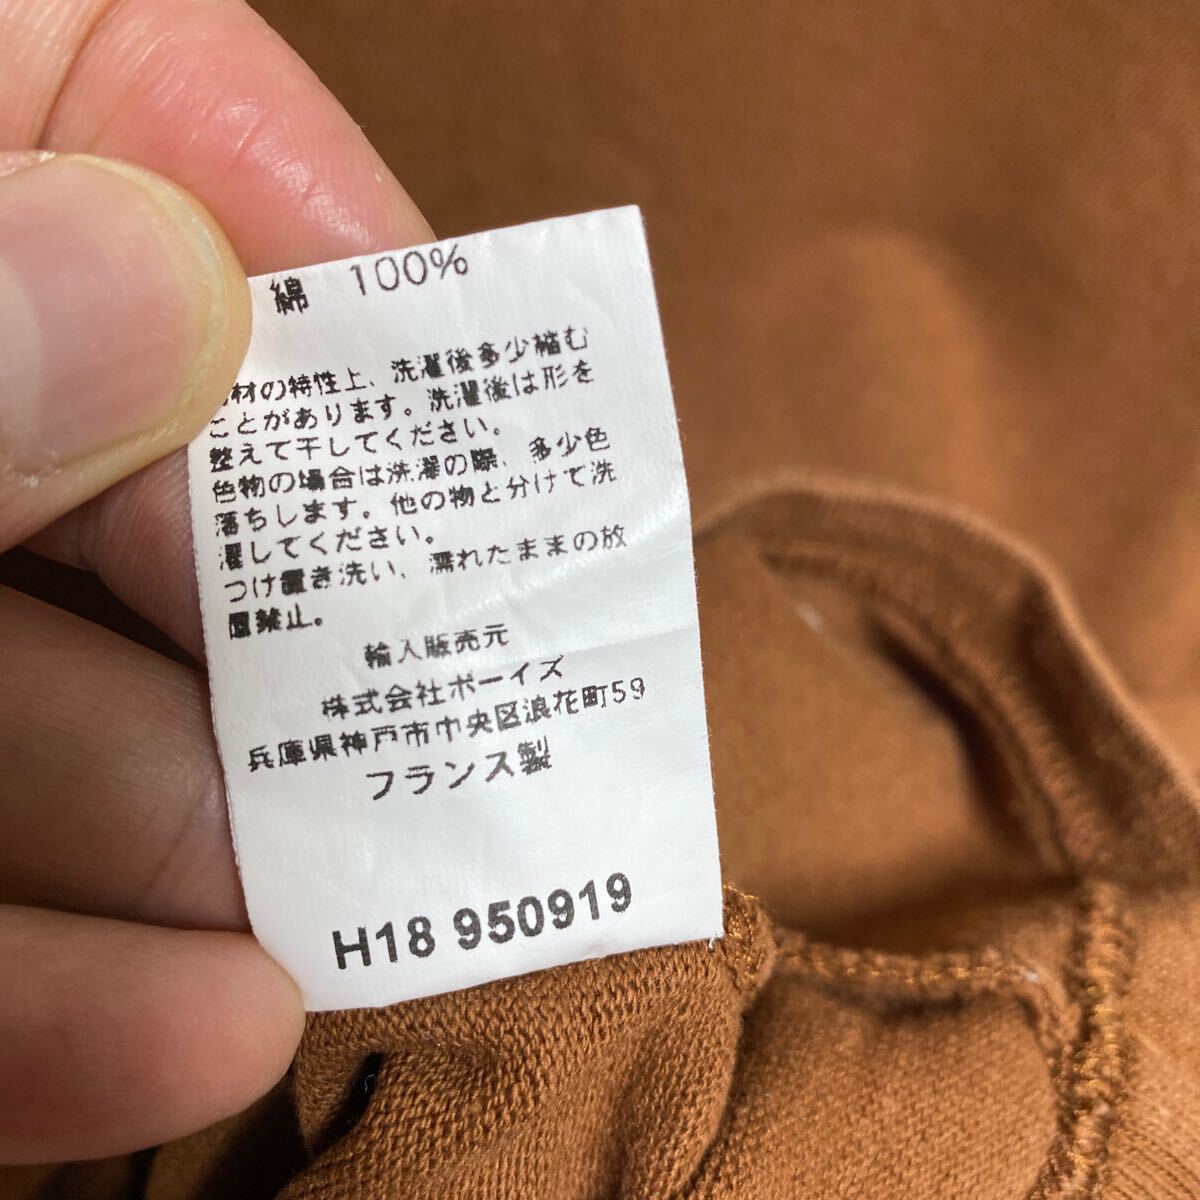 綿 100%
材の特性上、洗濯後多少縮む
ことがあります。洗濯後は形を
整えて干してください。
色物の場合は洗濯の際、多少色
落ちします。他の物と分けて洗
濯してください。
つけ置き洗い、濡れたままの放
置禁止。
輸入販売元
株式会社ボーイズ
兵庫県神戸市中央区浪花町59
フランス製
H18 950919